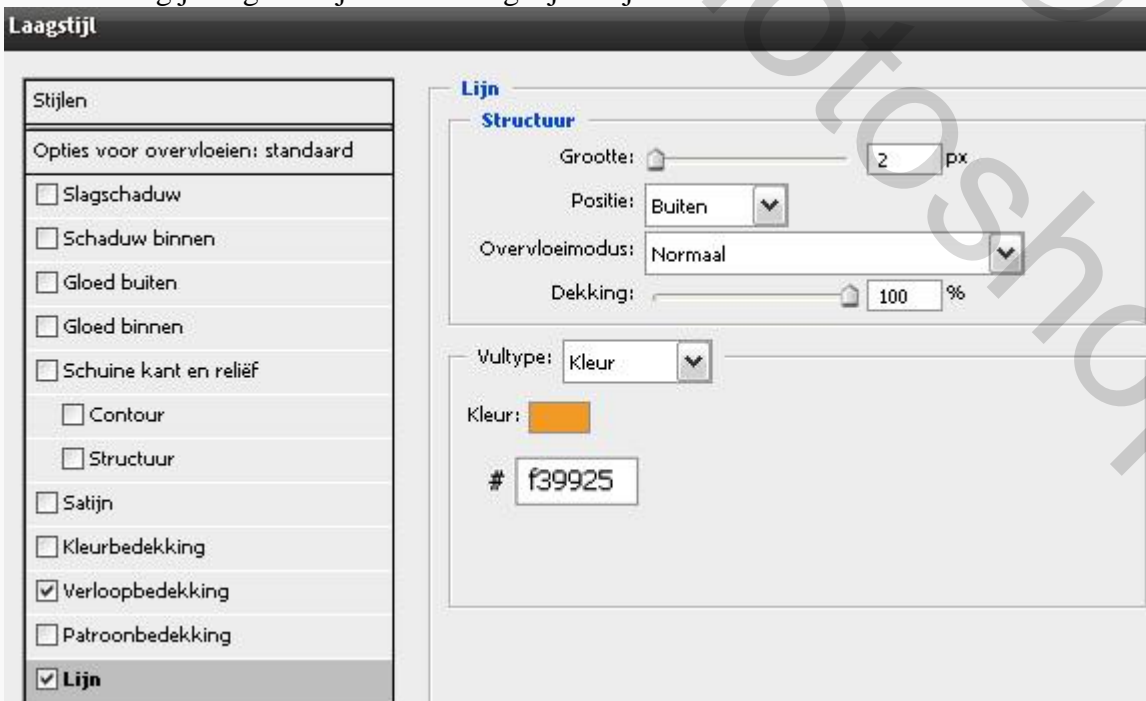 Laagstijl
Stijlen
Opties voor overvloeien: standaard
Slagschaduw
Schaduw binnen
Gloed buiten
Gloed binnen
Schuine kant en reliëf
Contour
Structuur
Satijn
Kleurbedekking
Verloopbedekking
Patroonbedekking
Lijn
Lijn
Structuur
Grootte: 2 px
Positie: Buiten
Overvloeimodus: Normaal
Dekking: 100 %
Vultype: Kleur
Kleur:
# f39925